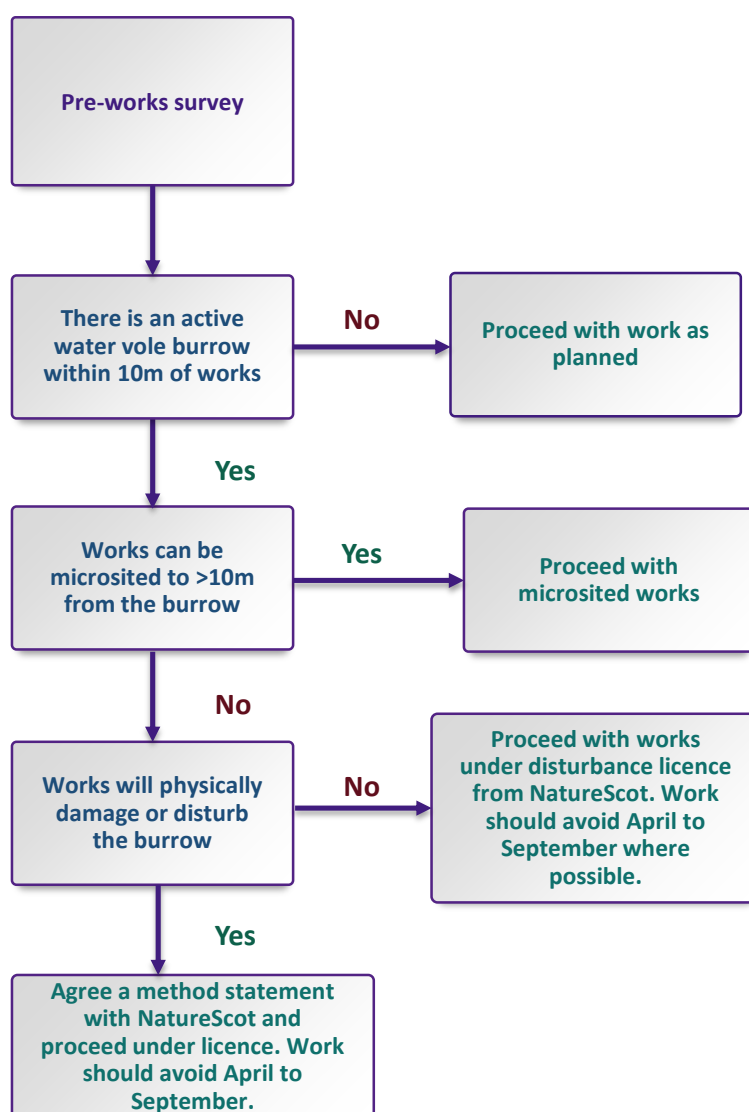 Pre-works survey
There is an active
water vole burrow
within 10m of works
No
Proceed with work as
planned
Yes
Works can be
microsited to >10m
from the burrow
Yes
Proceed with
microsited works
No
Works will physically
damage or disturb
the burrow
No
Proceed with works
under disturbance licence
from NatureScot. Work
should avoid April to
September where
possible.
Yes
Agree a method statement
with NatureScot and
proceed under licence. Work
should avoid April to
September.